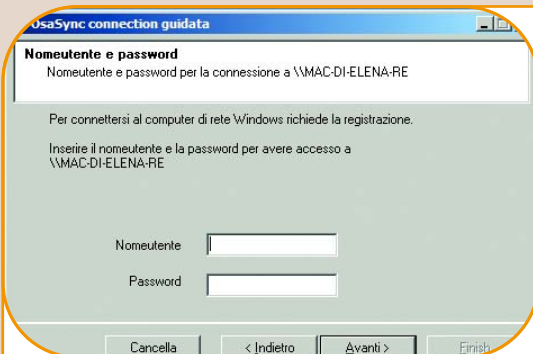 OsaSync connection guidata
Nomeutente e password
Nomeutente e password per la connessione a \\MAC-DI-ELENA-RE
Per connettersi al computer di rete Windows richiede la registrazione.
Inserire il nomeutente e la password per avere accesso a
\\MAC-DI-ELENA-RE
Nomeutente
Password
Cancella
< Indietro
Avanti >
Finish